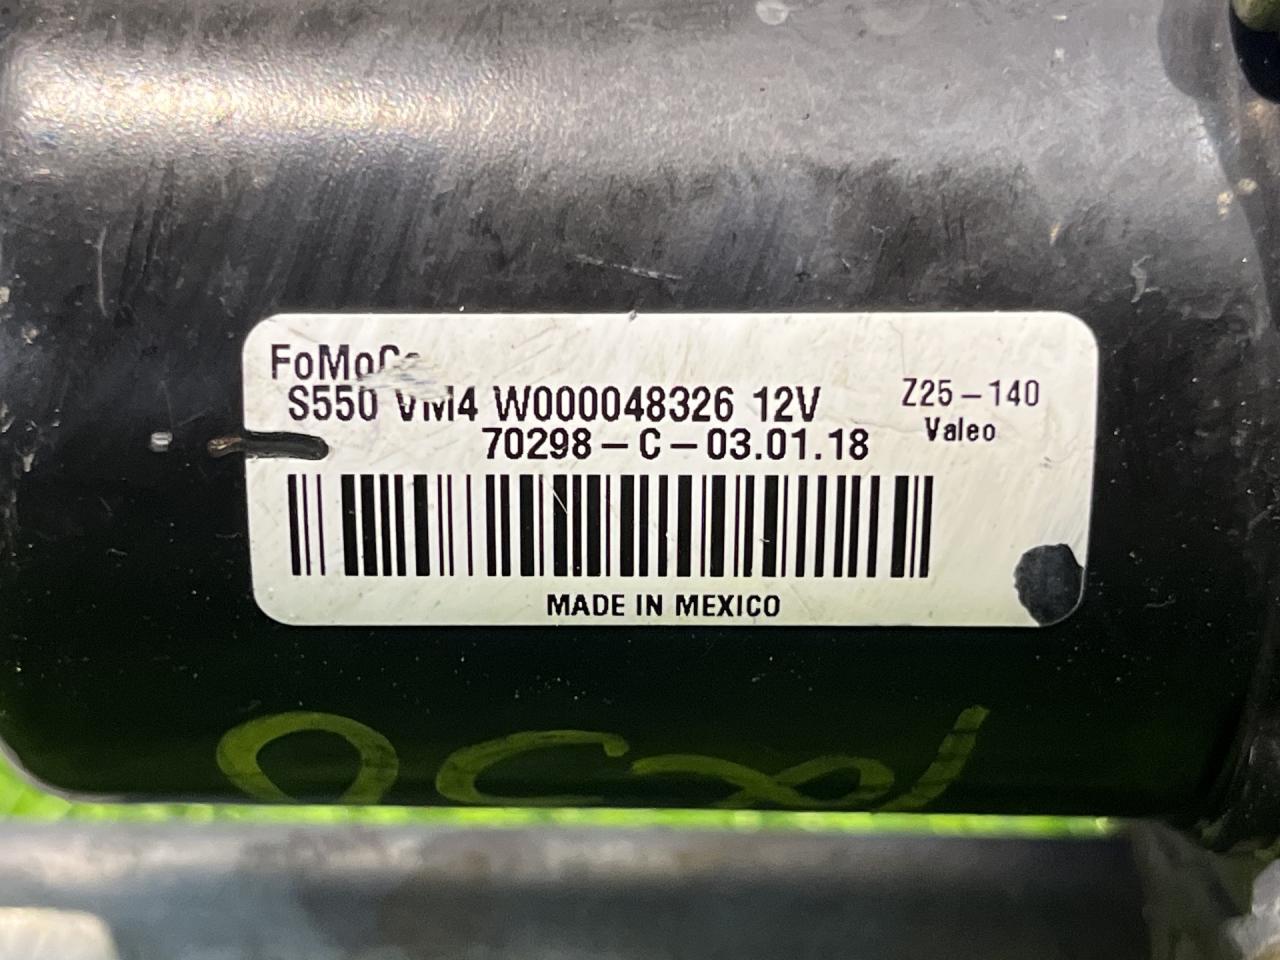 FoMoCo
S550 VM4 W000048326 12V
Z25-140
Valeo
70298-C-03.01.18
MADE IN MEXICO